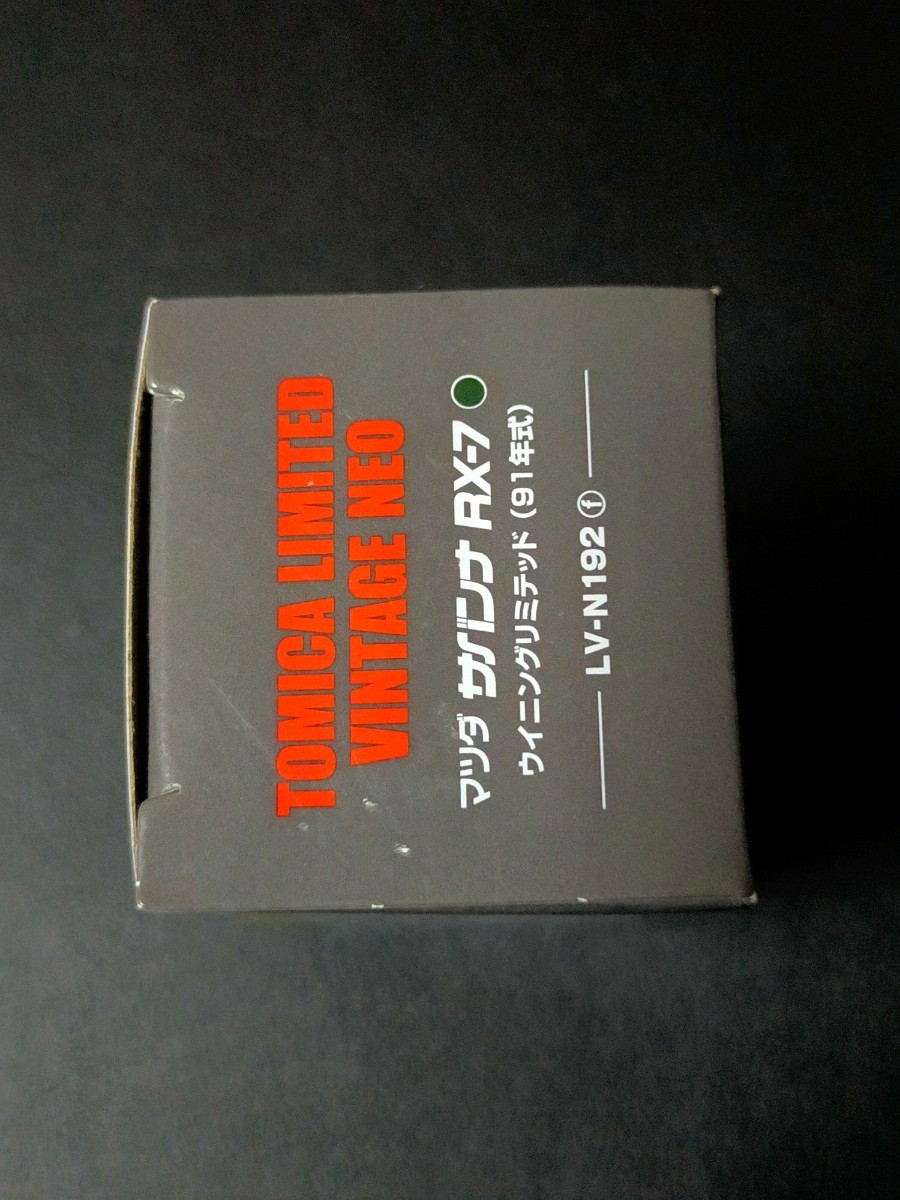 TOMICA LIMITED
VINTAGE NEO
マツダ サバンナ RX-7
ウイニングリミテッド (91年式)
LV-N192 ⓕ